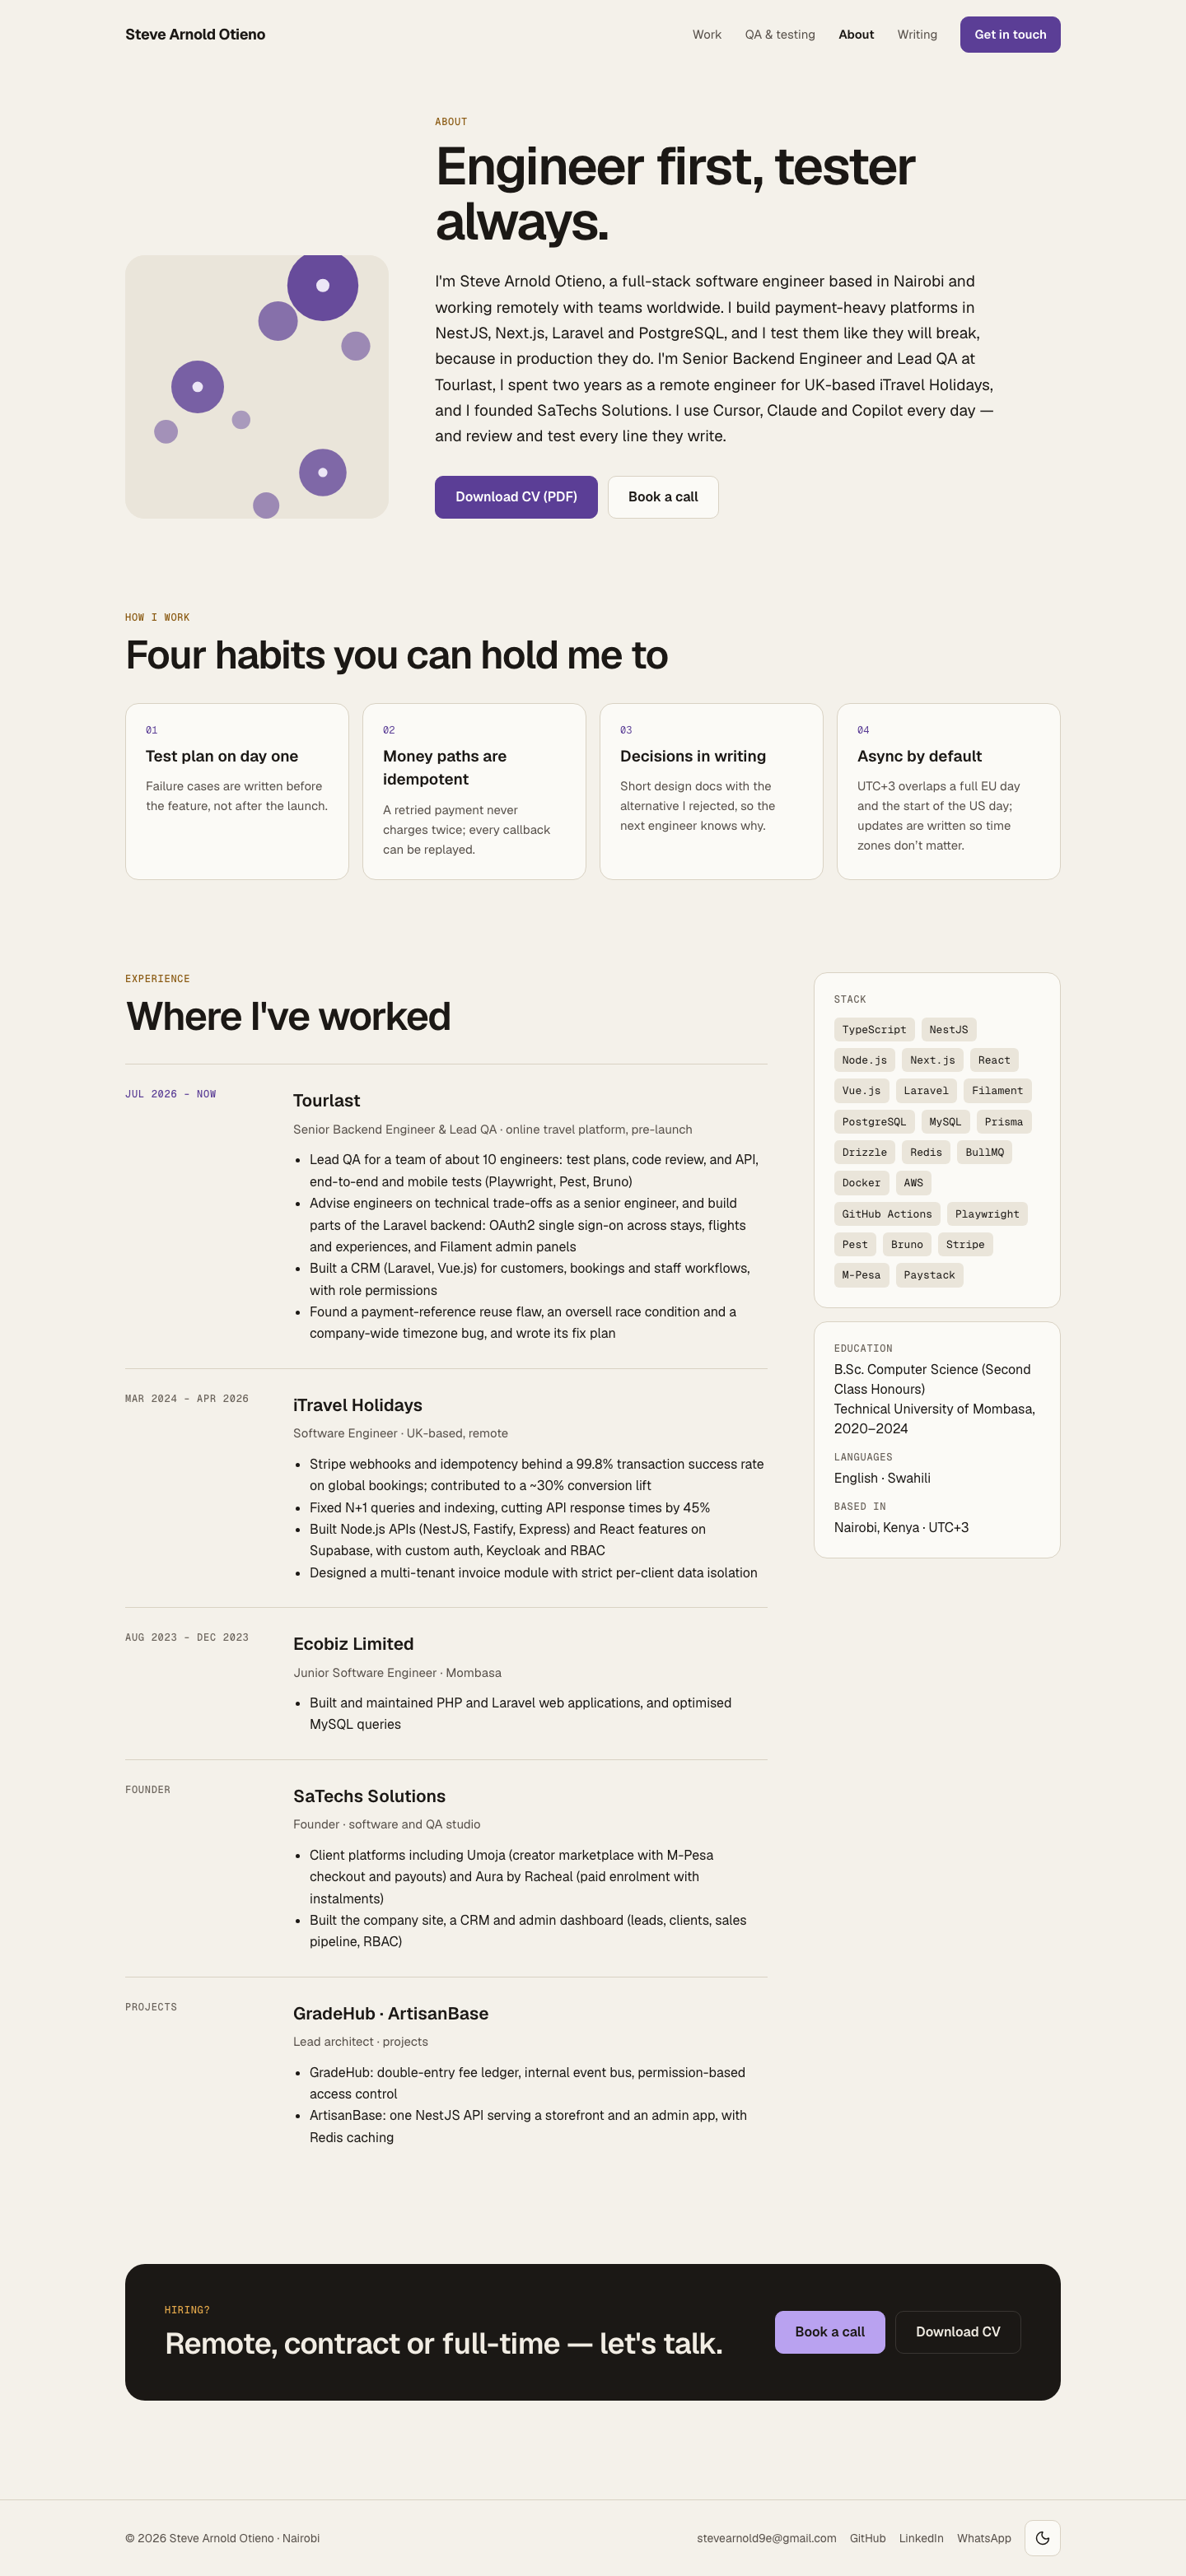 Steve Arnold Otieno
Work
QA & testing
About
Writing
Get in touch
ABOUT
Engineer first, tester
always.
I'm Steve Arnold Otieno, a full-stack software engineer based in Nairobi and
working remotely with teams worldwide. I build payment-heavy platforms in
NestJS, Next.js, Laravel and PostgreSQL, and I test them like they will break,
because in production they do. I'm Senior Backend Engineer and Lead QA at
Tourlast, I spent two years as a remote engineer for UK-based iTravel Holidays,
and I founded SaTechs Solutions. I use Cursor, Claude and Copilot every day —
and review and test every line they write.
Download CV (PDF)
Book a call
HOW I WORK
Four habits you can hold me to
01
Test plan on day one
Failure cases are written before
the feature, not after the launch.
02
Money paths are
idempotent
A retried payment never
charges twice; every callback
can be replayed.
03
Decisions in writing
Short design docs with the
alternative I rejected, so the
next engineer knows why.
04
Async by default
UTC+3 overlaps a full EU day
and the start of the US day;
updates are written so time
zones don't matter.
EXPERIENCE
Where I've worked
JUL 2026 – NOW
Tourlast
Senior Backend Engineer & Lead QA · online travel platform, pre-launch
• Lead QA for a team of about 10 engineers: test plans, code review, and API,
end-to-end and mobile tests (Playwright, Pest, Bruno)
• Advise engineers on technical trade-offs as a senior engineer, and build
parts of the Laravel backend: OAuth2 single sign-on across stays, flights
and experiences, and Filament admin panels
• Built a CRM (Laravel, Vue.js) for customers, bookings and staff workflows,
with role permissions
• Found a payment-reference reuse flaw, an oversell race condition and a
company-wide timezone bug, and wrote its fix plan
MAR 2024 – APR 2026
iTravel Holidays
Software Engineer · UK-based, remote
• Stripe webhooks and idempotency behind a 99.8% transaction success rate
on global bookings; contributed to a ~30% conversion lift
• Fixed N+1 queries and indexing, cutting API response times by 45%
• Built Node.js APIs (NestJS, Fastify, Express) and React features on
Supabase, with custom auth, Keycloak and RBAC
• Designed a multi-tenant invoice module with strict per-client data isolation
AUG 2023 – DEC 2023
Ecobiz Limited
Junior Software Engineer · Mombasa
• Built and maintained PHP and Laravel web applications, and optimised
MySQL queries
FOUNDER
SaTechs Solutions
Founder · software and QA studio
• Client platforms including Umoja (creator marketplace with M-Pesa
checkout and payouts) and Aura by Racheal (paid enrolment with
instalments)
• Built the company site, a CRM and admin dashboard (leads, clients, sales
pipeline, RBAC)
PROJECTS
GradeHub · ArtisanBase
Lead architect · projects
• GradeHub: double-entry fee ledger, internal event bus, permission-based
access control
• ArtisanBase: one NestJS API serving a storefront and an admin app, with
Redis caching
STACK
TypeScript
NestJS
Node.js
Next.js
React
Vue.js
Laravel
Filament
PostgreSQL
MySQL
Prisma
Drizzle
Redis
BullMQ
Docker
AWS
GitHub Actions
Playwright
Pest
Bruno
Stripe
M-Pesa
Paystack
EDUCATION
B.Sc. Computer Science (Second
Class Honours)
Technical University of Mombasa,
2020–2024
LANGUAGES
English · Swahili
BASED IN
Nairobi, Kenya · UTC+3
HIRING?
Remote, contract or full-time — let's talk.
Book a call
Download CV
© 2026 Steve Arnold Otieno · Nairobi
stevearnold9e@gmail.com
GitHub
LinkedIn
WhatsApp